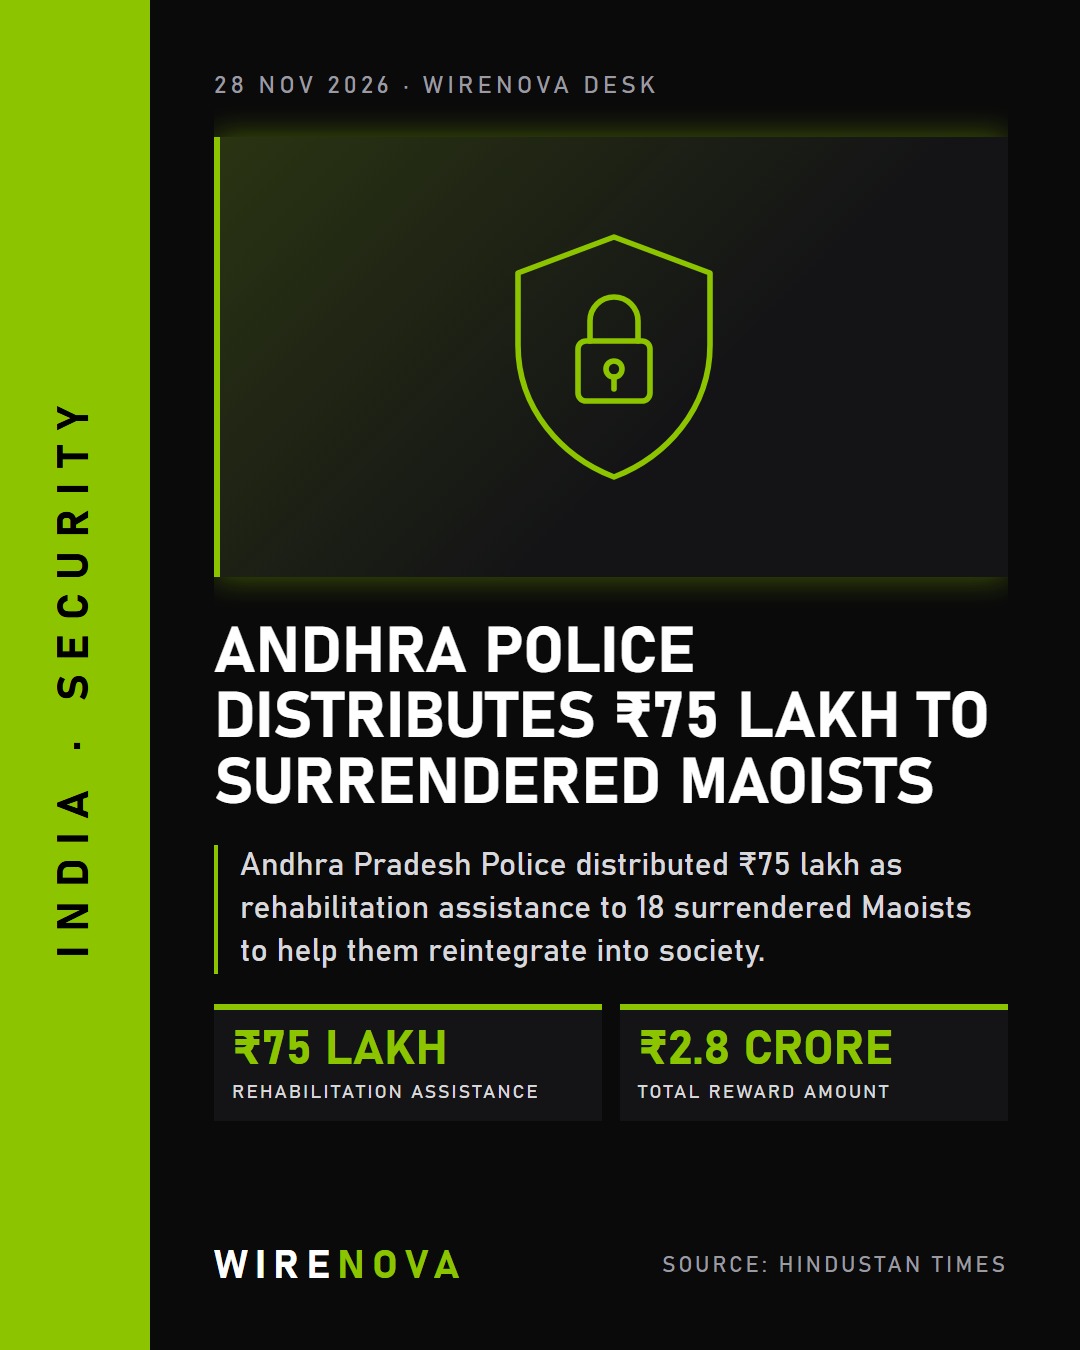 INDIA · SECURITY
28 NOV 2026 · WIRENOVA DESK
ANDHRA POLICE
DISTRIBUTES ₹75 LAKH TO
SURRENDERED MAOISTS
Andhra Pradesh Police distributed ₹75 lakh as
rehabilitation assistance to 18 surrendered Maoists
to help them reintegrate into society.
₹75 LAKH
REHABILITATION ASSISTANCE
₹2.8 CRORE
TOTAL REWARD AMOUNT
WIRENOVA
SOURCE: HINDUSTAN TIMES